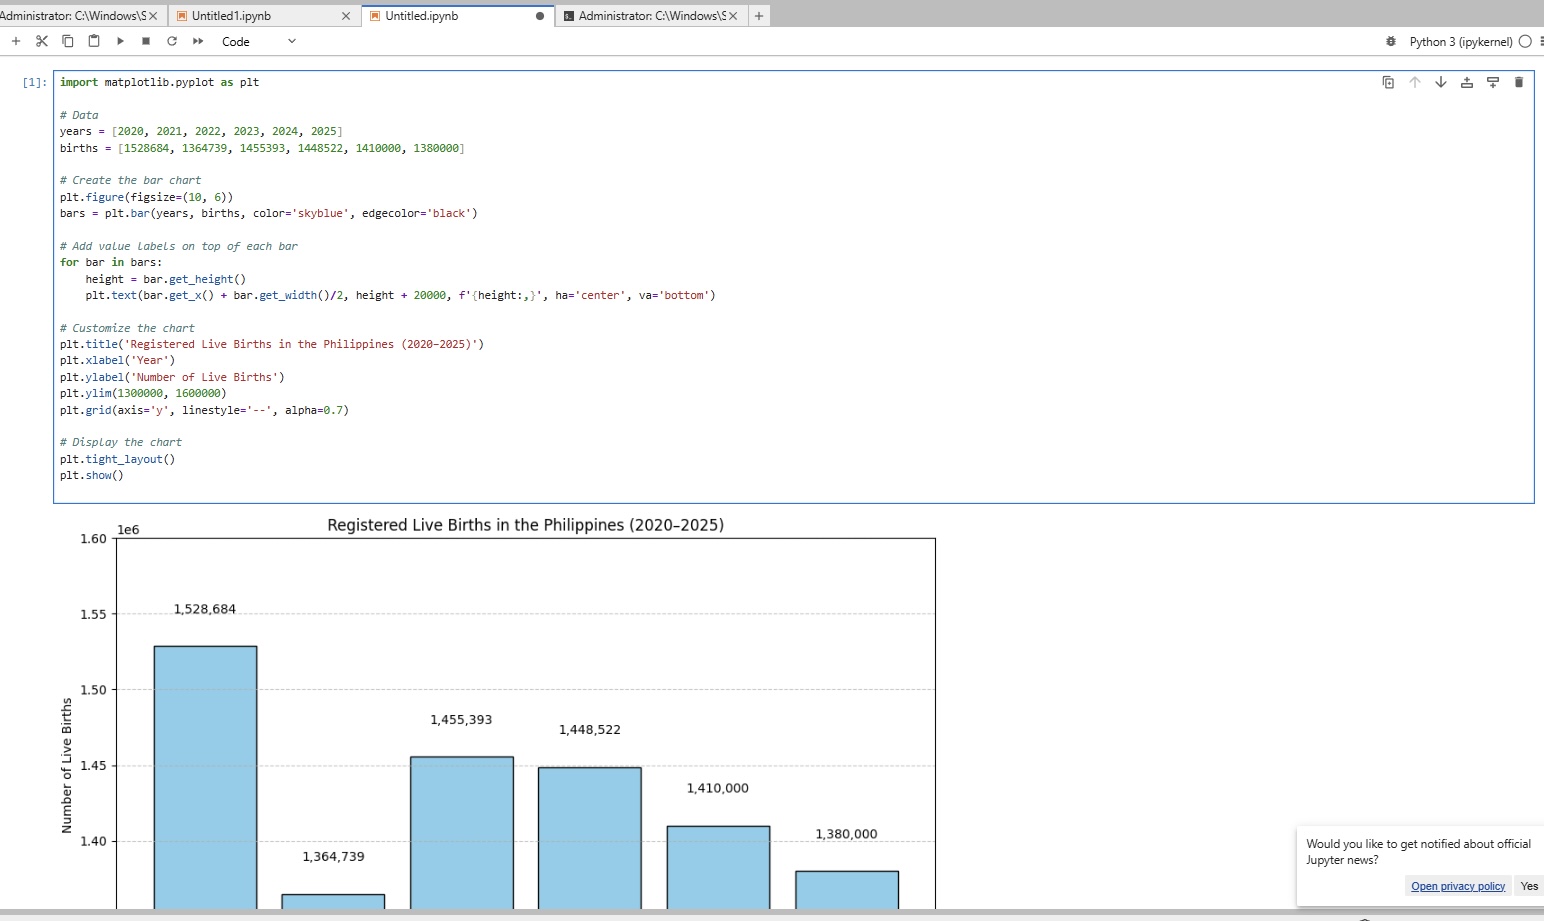 Administrator: C:\Windows\S
Untitled1.ipynb
Untitled.ipynb
Administrator: C:\Windows\S
Code
Python 3 (ipykernel)
[1]:
import matplotlib.pyplot as plt
# Data
years = [2020, 2021, 2022, 2023, 2024, 2025]
births = [1528684, 1364739, 1455393, 1448522, 1410000, 1380000]
# Create the bar chart
plt.figure(figsize=(10, 6))
bars = plt.bar(years, births, color='skyblue', edgecolor='black')
# Add value labels on top of each bar
for bar in bars:
    height = bar.get_height()
    plt.text(bar.get_x() + bar.get_width()/2, height + 20000, f'{height:,}', ha='center', va='bottom')
# Customize the chart
plt.title('Registered Live Births in the Philippines (2020–2025)')
plt.xlabel('Year')
plt.ylabel('Number of Live Births')
plt.ylim(1300000, 1600000)
plt.grid(axis='y', linestyle='--', alpha=0.7)
# Display the chart
plt.tight_layout()
plt.show()
Registered Live Births in the Philippines (2020–2025)
1e6
1.60
1.55
1.50
1.45
1.40
Number of Live Births
1,528,684
1,364,739
1,455,393
1,448,522
1,410,000
1,380,000
Would you like to get notified about official
Jupyter news?
Open privacy policy
Yes